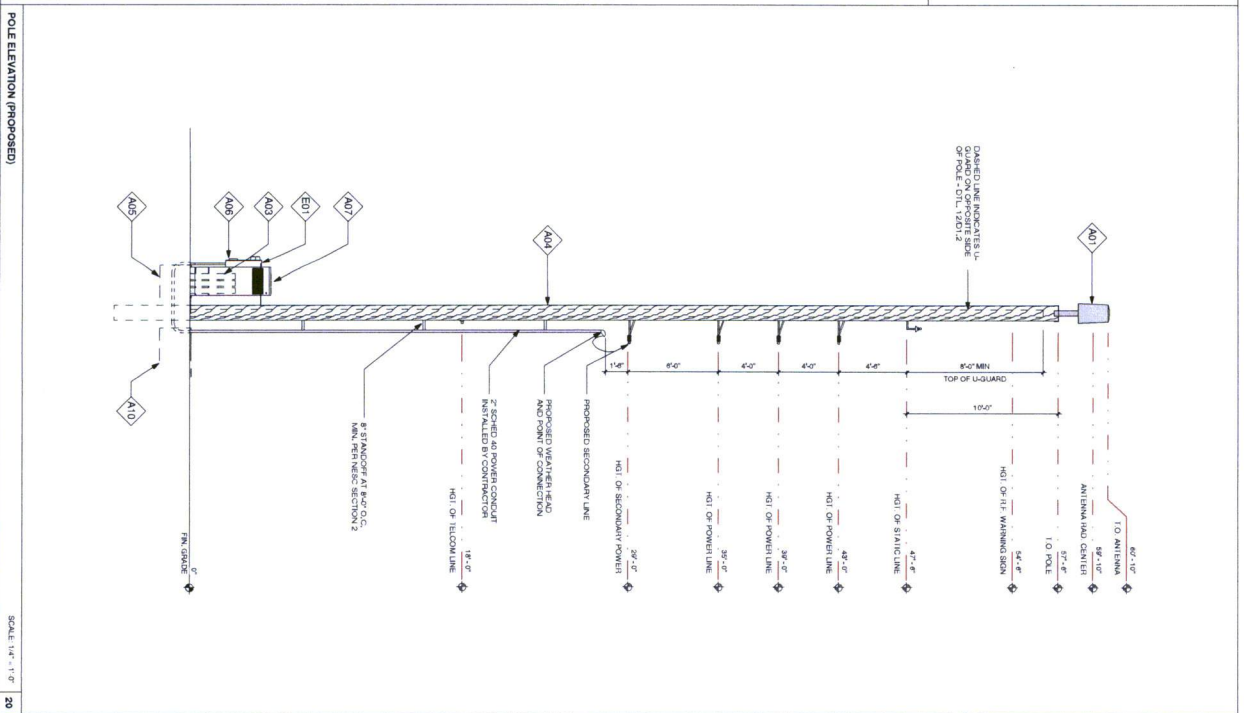 A01
DASHED LINE INDICATES U-
GUARD ON OPPOSITE SIDE
OF POLE - DTL. 12/D1.2
A04
A07
E01
A03
A06
A05
A10
8'-0" MIN
TOP OF U-GUARD
10'-0"
4'-6"
4'-0"
4'-0"
6'-0"
1'-6"
PROPOSED SECONDARY LINE
PROPOSED WEATHER HEAD
AND POINT OF CONNECTION
2" SCHED 40 POWER CONDUIT
INSTALLED BY CONTRACTOR
8" STANDOFF AT 8'-0" O.C.
MIN. PER NESC SECTION 2
60'-10"
T.O. ANTENNA
59'-10"
ANTENNA RAD. CENTER
57'-6"
T.O. POLE
54'-6"
HGT. OF R.F. WARNING SIGN
47'-6"
HGT. OF STATIC LINE
43'-0"
HGT. OF POWER LINE
39'-0"
HGT. OF POWER LINE
35'-0"
HGT. OF POWER LINE
29'-0"
HGT. OF SECONDARY POWER
18'-0"
HGT. OF TELCOM LINE
0"
FIN. GRADE
POLE ELEVATION (PROPOSED)
SCALE: 1/4" = 1'-0"
20